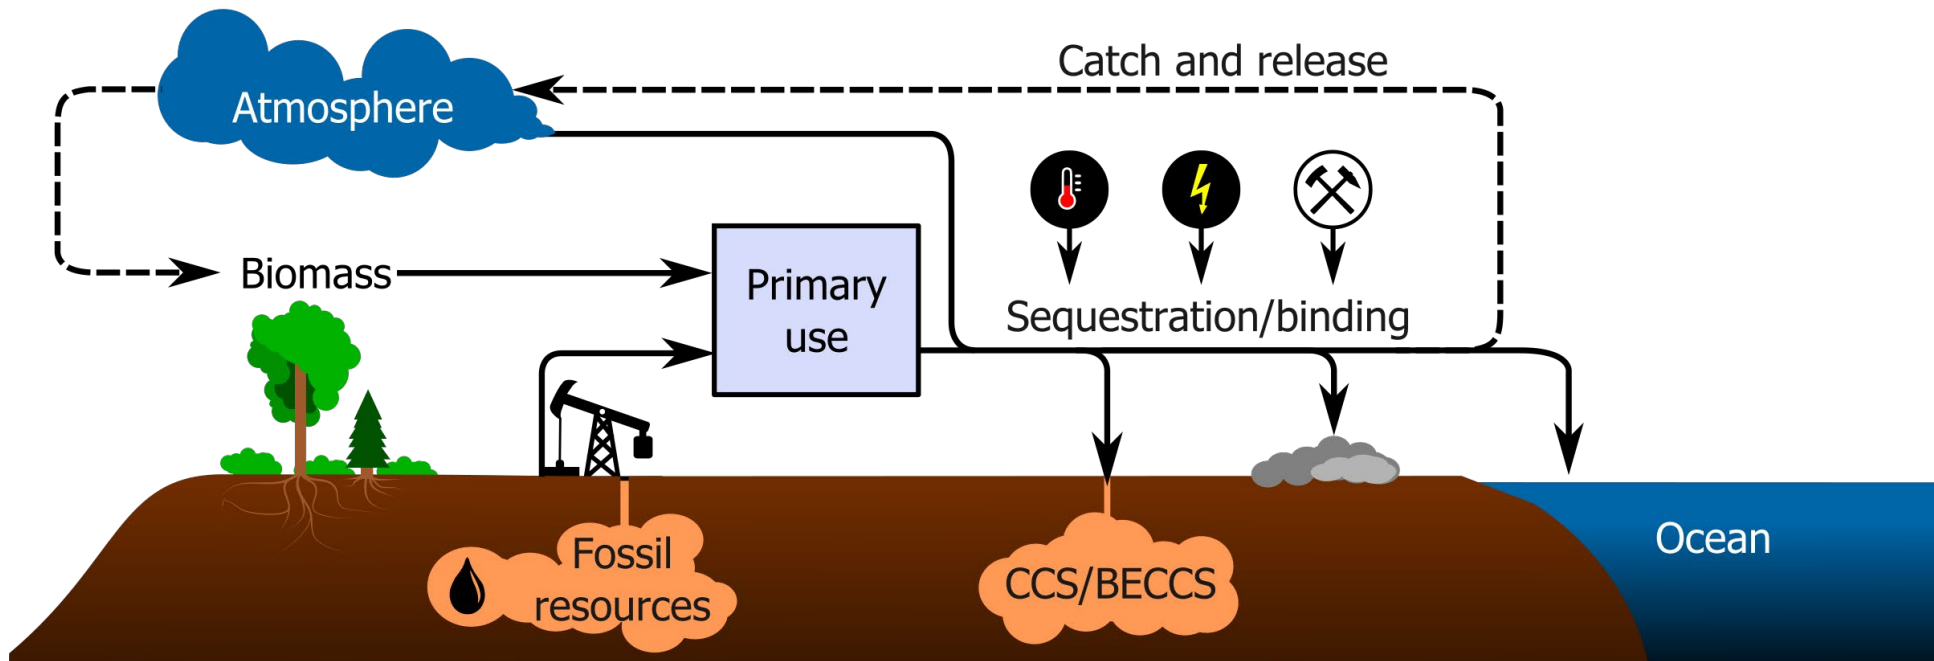 Catch and release
Atmosphere
Biomass
Primary
use
Sequestration/binding
Fossil
resources
CCS/BECCS
Ocean